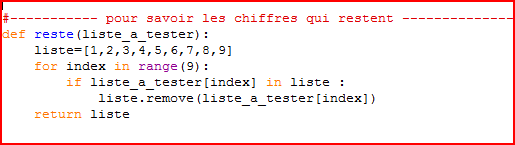 #----------- pour savoir les chiffres qui restent ---------------
def reste(liste_a_tester):
    liste=[1,2,3,4,5,6,7,8,9]
    for index in range(9):
        if liste_a_tester[index] in liste :
            liste.remove(liste_a_tester[index])
    return liste